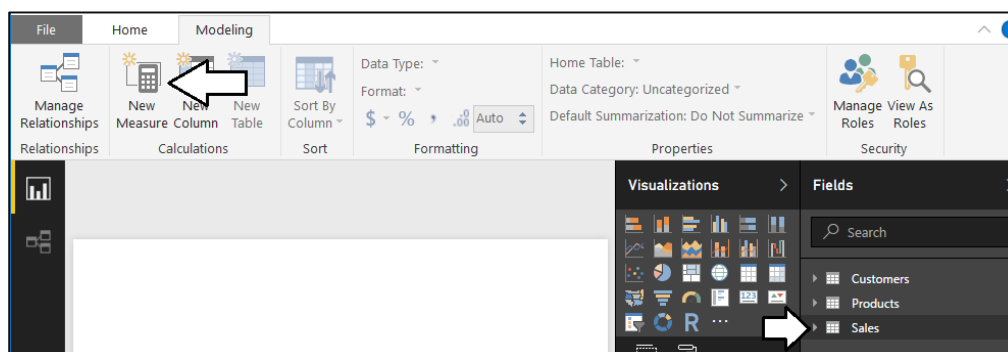 File Home Modeling
Data Type:
Home Table:
Format:
Data Category: Uncategorized
Manage Relationships
New Measure
New Column
New Table
Sort By Column
$ % , .00 Auto
Default Summarization: Do Not Summarize
Manage Roles
View As Roles
Relationships Calculations Sort Formatting Properties Security
Visualizations
Fields
Search
Customers
Products
Sales
123
R
...